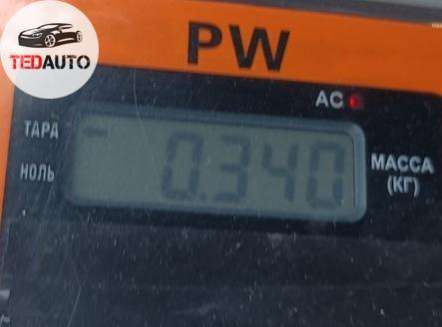 TEDAUTO
PW
AC
ТАРА
0.340
МАССА
НОЛЬ
(КГ)